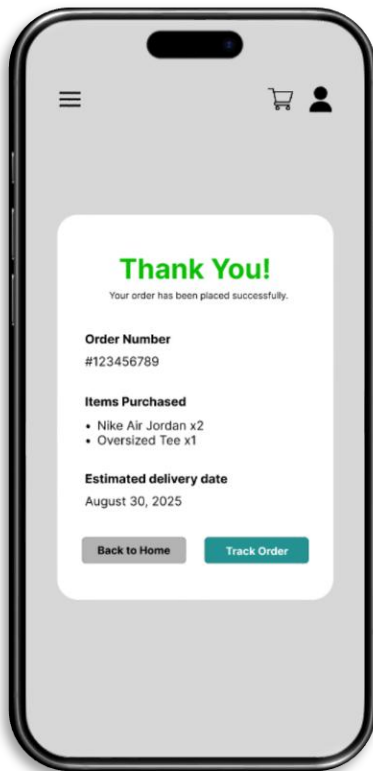 Thank You!
Your order has been placed successfully.
Order Number
#123456789
Items Purchased
• Nike Air Jordan x2
• Oversized Tee x1
Estimated delivery date
August 30, 2025
Back to Home
Track Order